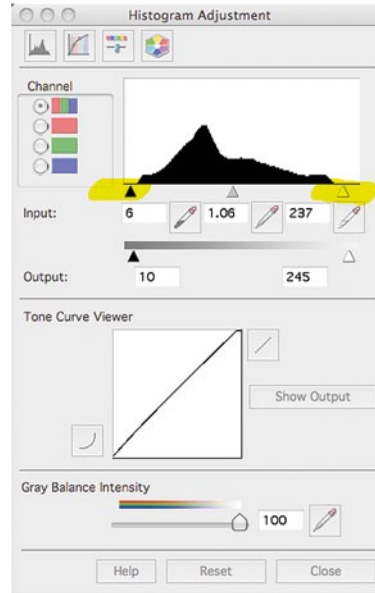 Histogram Adjustment
Channel
Input: 6 1.06 237
Output: 10 245
Tone Curve Viewer
Show Output
Gray Balance Intensity
100
Help Reset Close